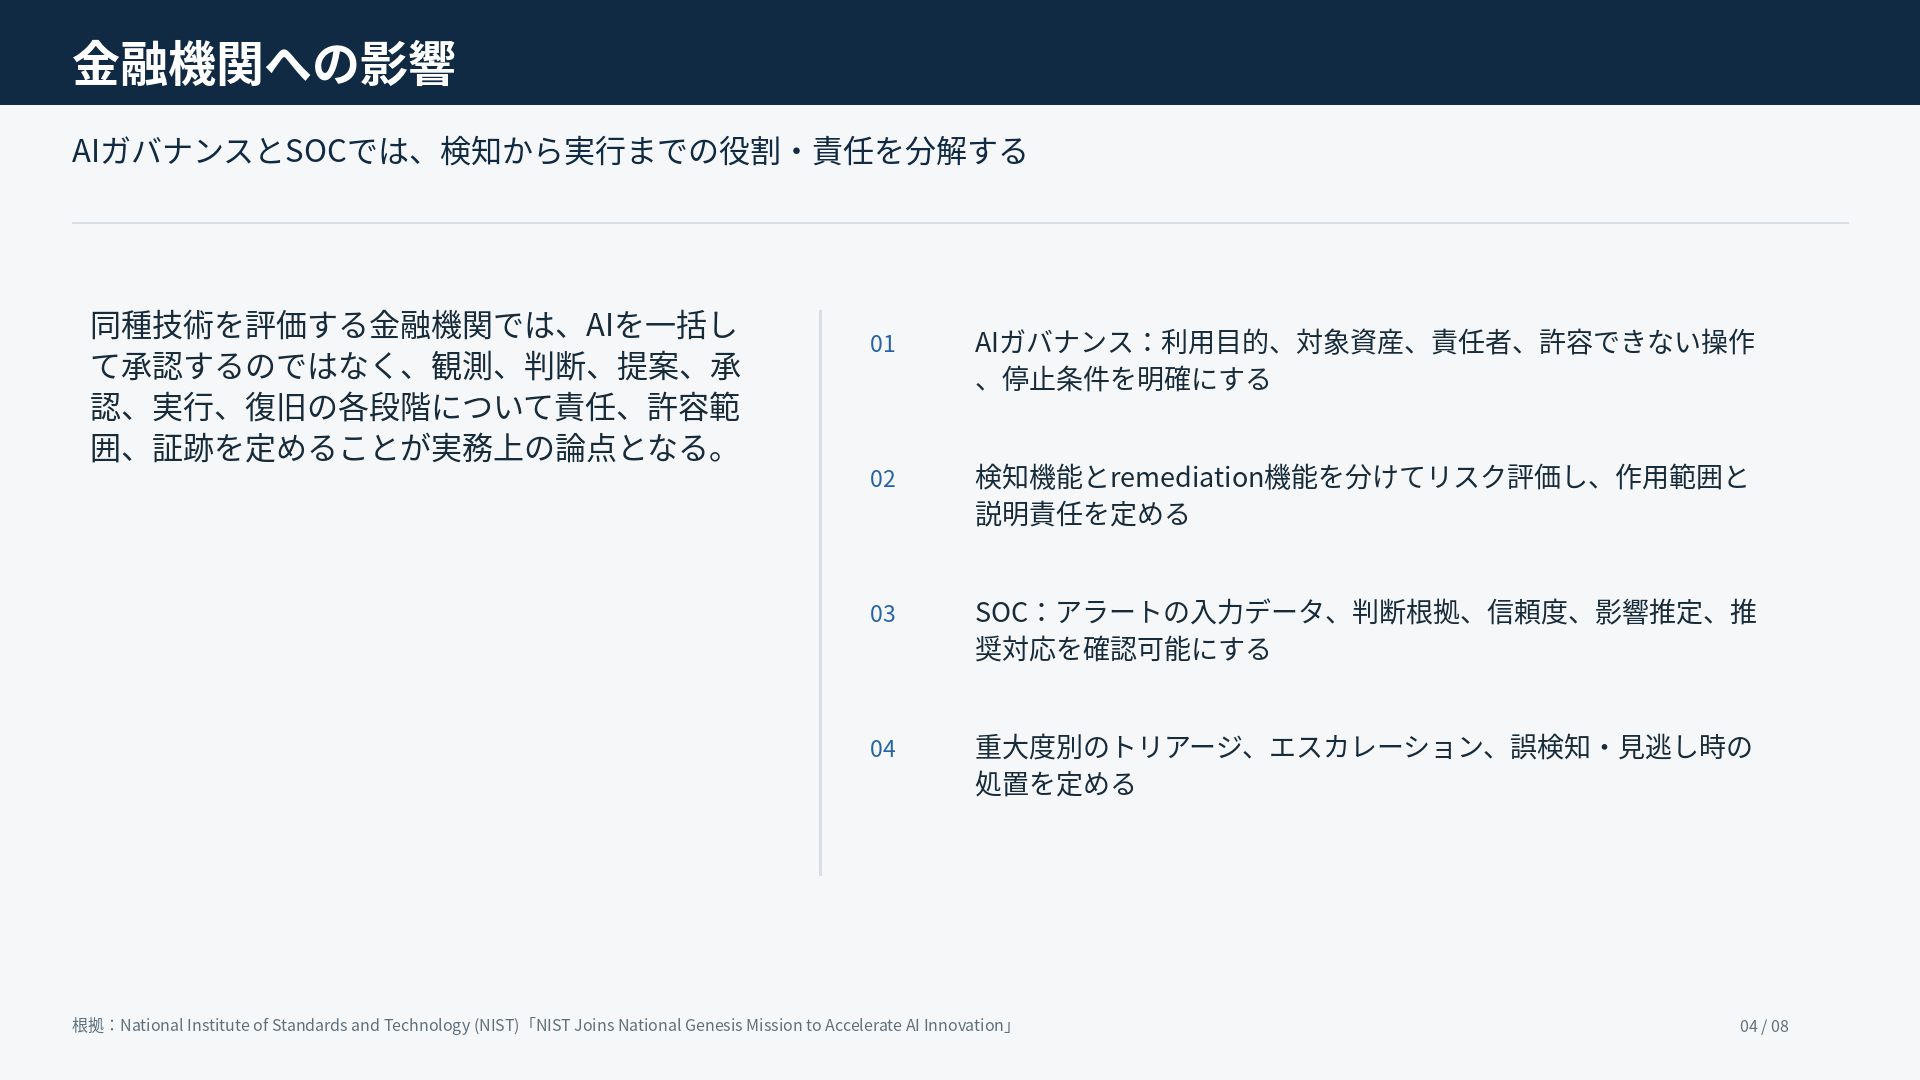 金融機関への影響
AIガバナンスとSOCでは、検知から実行までの役割・責任を分解する
同種技術を評価する金融機関では、AIを一括し
て承認するのではなく、観測、判断、提案、承
認、実行、復旧の各段階について責任、許容範
囲、証跡を定めることが実務上の論点となる。
01
AIガバナンス：利用目的、対象資産、責任者、許容できない操作
、停止条件を明確にする
02
検知機能とremediation機能を分けてリスク評価し、作用範囲と
説明責任を定める
03
SOC：アラートの入力データ、判断根拠、信頼度、影響推定、推
奨対応を確認可能にする
04
重大度別のトリアージ、エスカレーション、誤検知・見逃し時の
処置を定める
根拠：National Institute of Standards and Technology (NIST)「NIST Joins National Genesis Mission to Accelerate AI Innovation」
04 / 08